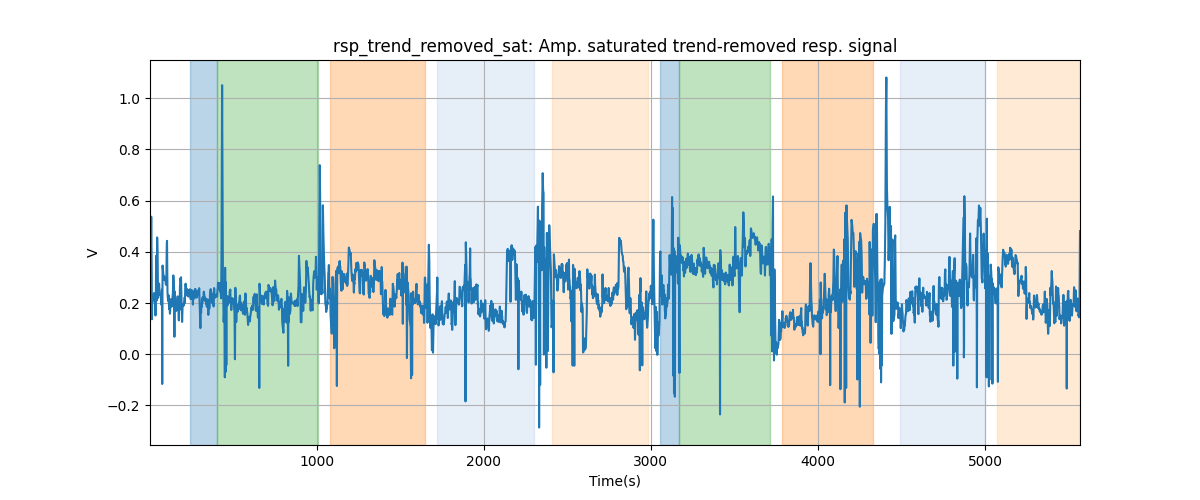 rsp_trend_removed_sat: Amp. saturated trend-removed resp. signal
1.0
0.8
0.6
0.4
0.2
0.0
−0.2
V
1000 2000 3000 4000 5000
Time(s)